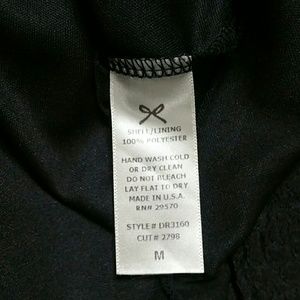 SHELL/LINING
100% POLYESTER
HAND WASH COLD
OR DRY CLEAN
DO NOT BLEACH
LAY FLAT TO DRY
MADE IN U.S.A.
RN# 29570
STYLE# DR3160
CUT# 2798
M